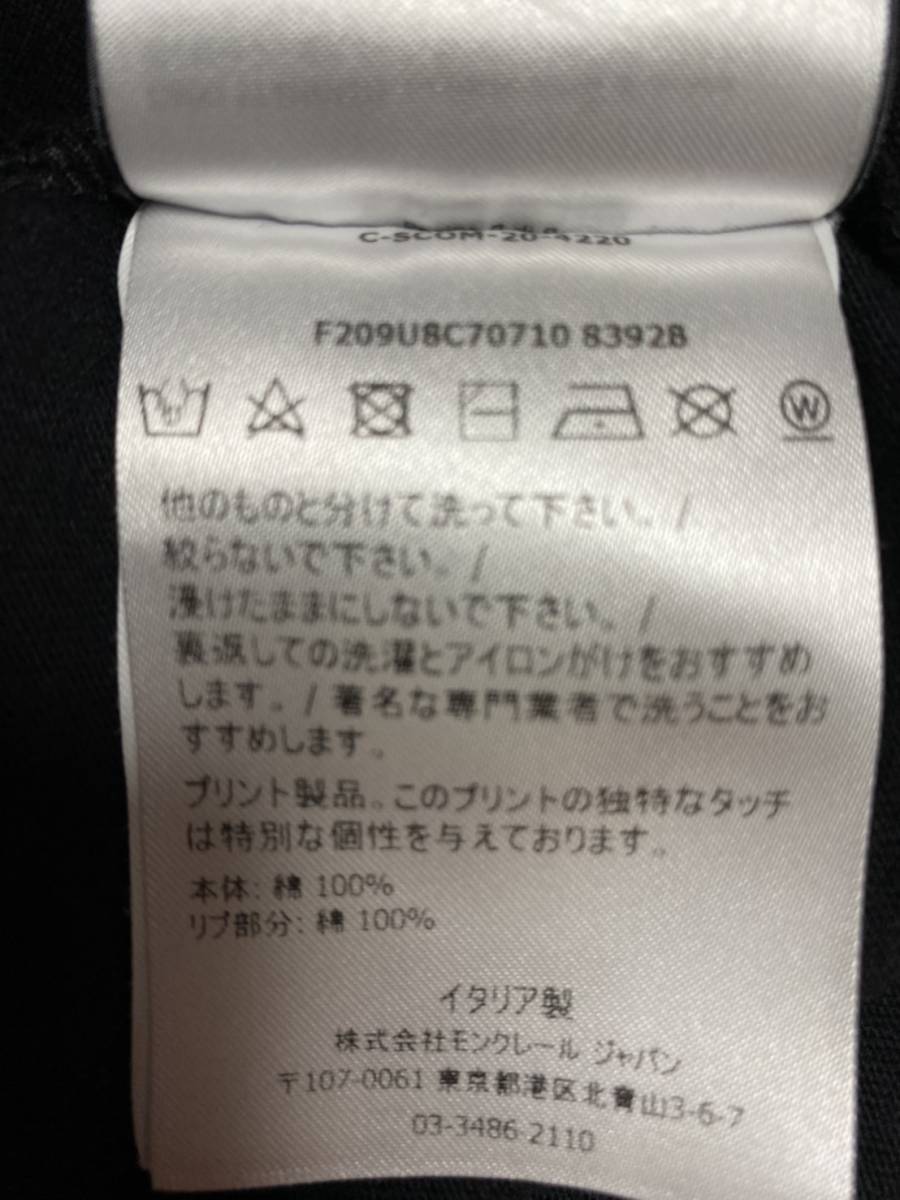 C-SCOM-20-4220
F209U8C70710 8392B
W
他のものと分けて洗って下さい。/
絞らないで下さい。/
浸けたままにしないで下さい。/
裏返しての洗濯とアイロンがけをおすすめ
します。/ 著名な専門業者で洗うことをお
すすめします。
プリント製品。このプリントの独特なタッチ
は特別な個性を与えております。
本体: 綿 100%
リブ部分: 綿 100%
イタリア製
株式会社モンクレール ジャパン
〒107-0061 東京都港区北青山3-6-7
03-3486-2110